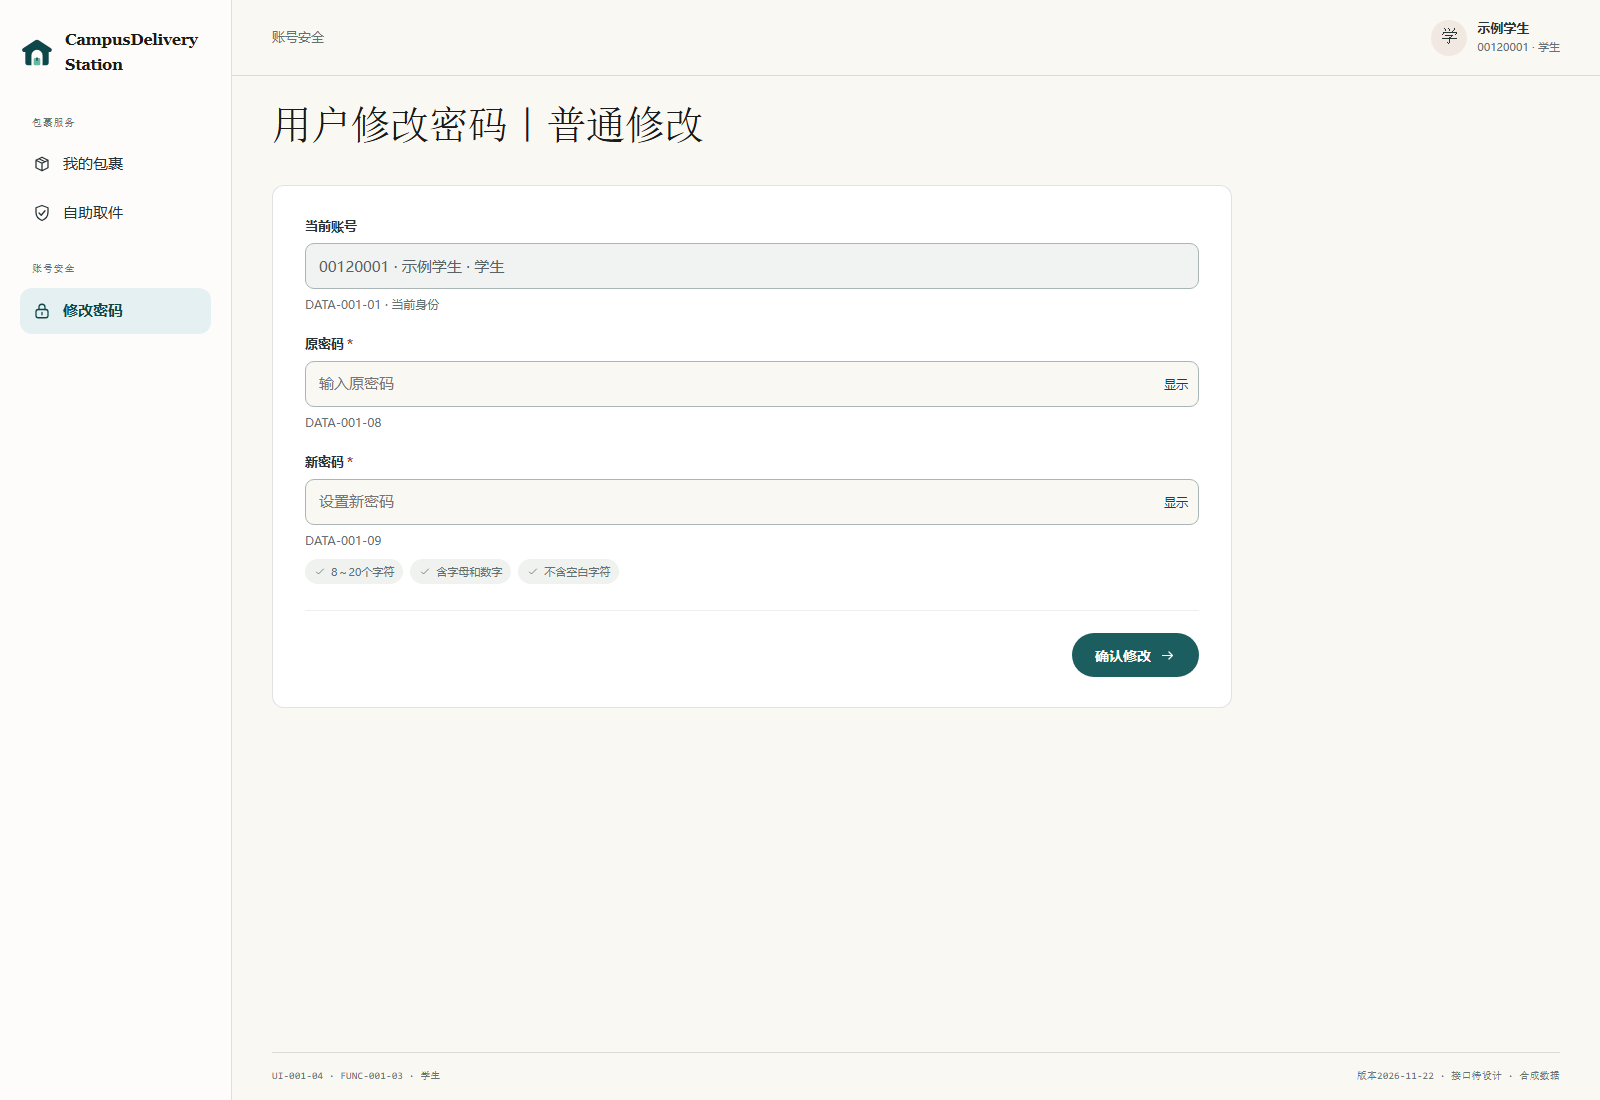 CampusDelivery
Station
包裹服务
我的包裹
自助取件
账号安全
修改密码
账号安全
学
示例学生
00120001 · 学生
用户修改密码丨普通修改
当前账号
00120001 · 示例学生 · 学生
DATA-001-01 · 当前身份
原密码 *
输入原密码
显示
DATA-001-08
新密码 *
设置新密码
显示
DATA-001-09
8～20个字符
含字母和数字
不含空白字符
确认修改 →
UI-001-04 · FUNC-001-03 · 学生
版本2026-11-22 · 接口待设计 · 合成数据